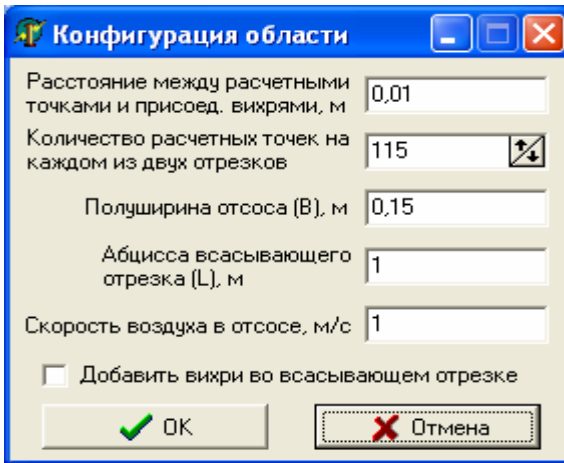 Конфигурация области
Расстояние между расчетными
точками и присоед. вихрями, м
0,01
Количество расчетных точек на
каждом из двух отрезков
115
Полуширина отсоса (В), м
0,15
Абцисса всасывающего
отрезка (L), м
1
Скорость воздуха в отсосе, м/с
1
Добавить вихри во всасывающем отрезке
OK
Отмена